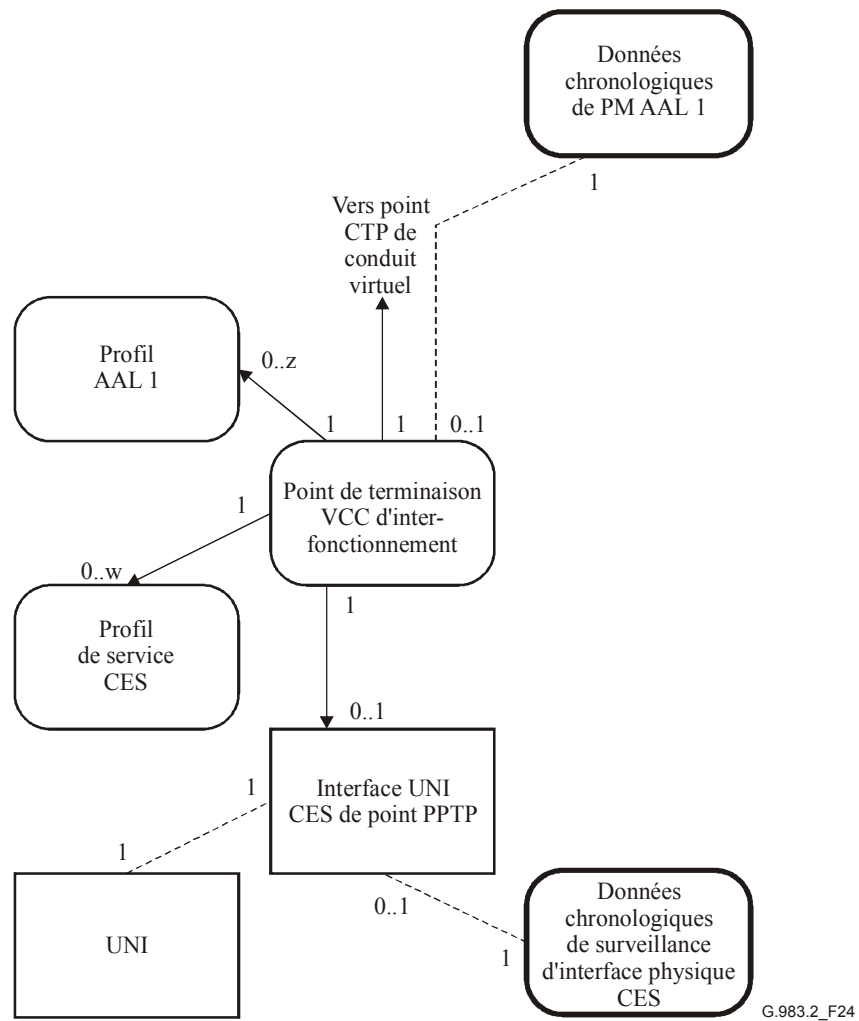 Données
chronologiques
de PM AAL 1
1
Vers point
CTP de
conduit
virtuel
Profil
AAL 1
0..z
1
1
0..1
Point de terminaison
VCC d'inter-
fonctionnement
1
0..w
Profil
de service
CES
1
0..1
Interface UNI
CES de point PPTP
1
1
UNI
0..1
1
Données
chronologiques
de surveillance
d'interface physique
CES
G.983.2_F24